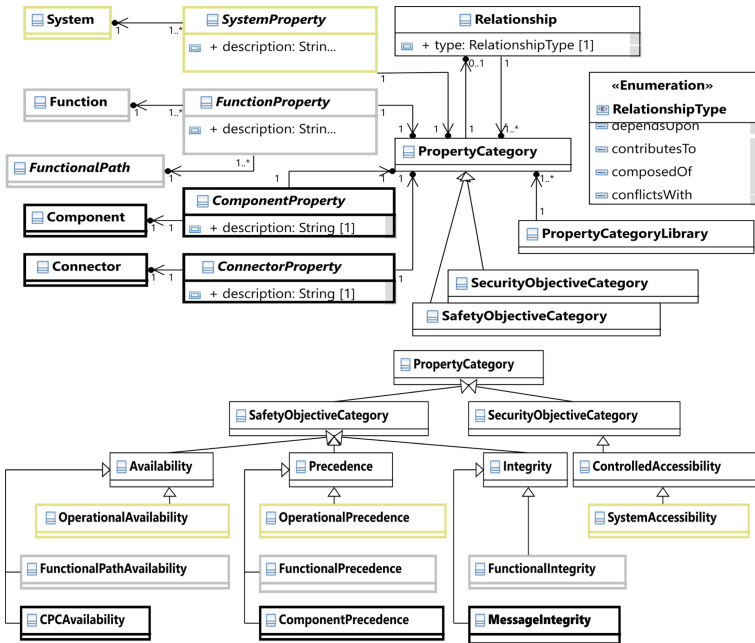 System
SystemProperty
+ description: Strin...
1
1..*
1
Relationship
+ type: RelationshipType [1]
0..1
1
«Enumeration»
RelationshipType
dependsUpon
contributesTo
composedOf
conflictsWith
Function
FunctionProperty
+ description: Strin...
1
1..*
1
1
1
1
1..*
PropertyCategory
FunctionalPath
1
1..*
1
1
1
1..*
Component
ComponentProperty
+ description: String [1]
1
1
1
PropertyCategoryLibrary
Connector
ConnectorProperty
+ description: String [1]
1
1
1
SecurityObjectiveCategory
SafetyObjectiveCategory
PropertyCategory
SafetyObjectiveCategory
SecurityObjectiveCategory
Availability
Precedence
Integrity
ControlledAccessibility
OperationalAvailability
OperationalPrecedence
SystemAccessibility
FunctionalPathAvailability
FunctionalPrecedence
FunctionalIntegrity
CPCAvailability
ComponentPrecedence
MessageIntegrity